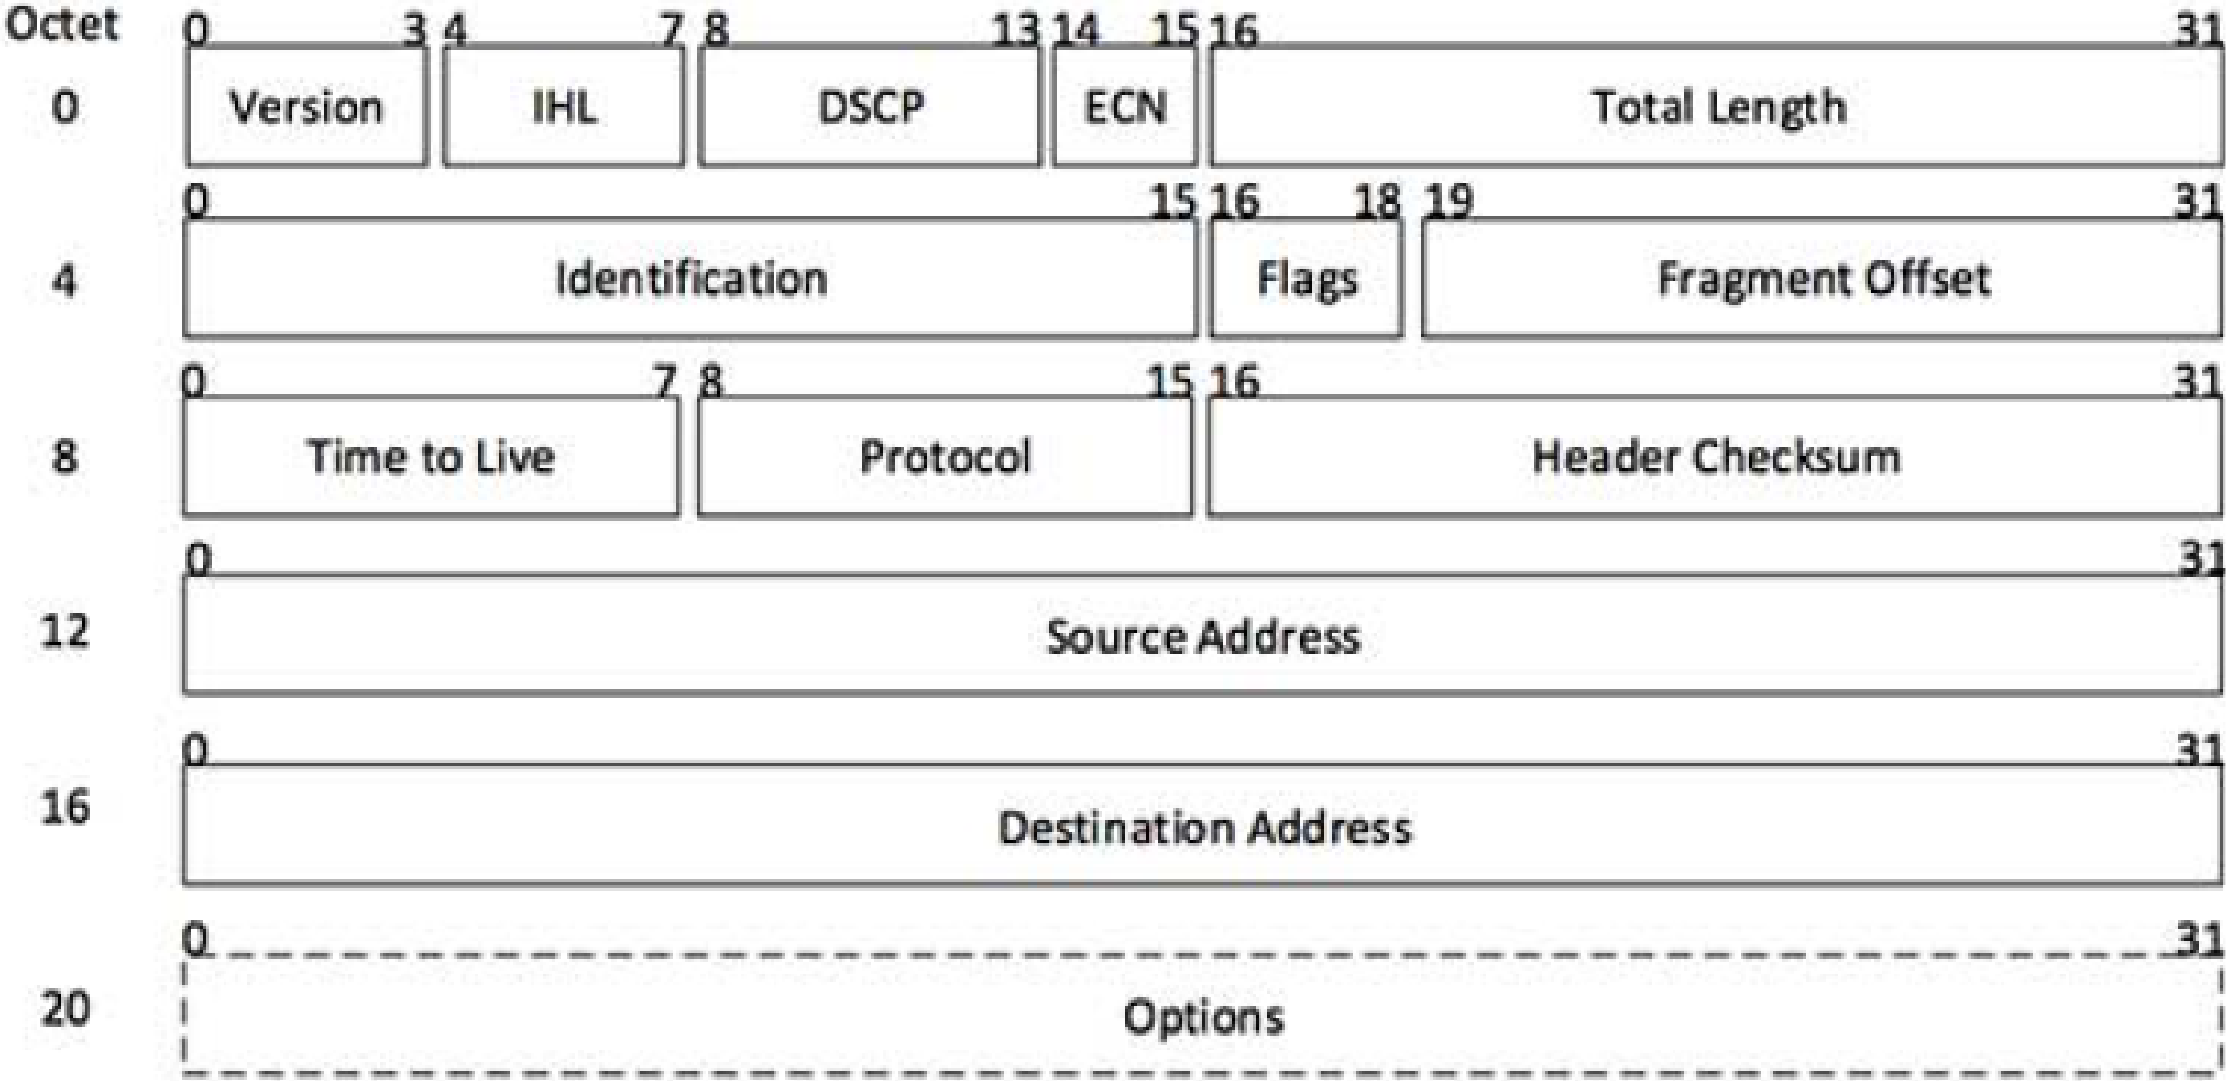 Octet 0 3 4 7 8 13 14 15 16 31
0 Version IHL DSCP ECN Total Length
0 15 16 18 19 31
4 Identification Flags Fragment Offset
0 7 8 15 16 31
8 Time to Live Protocol Header Checksum
0 31
12 Source Address
0 31
16 Destination Address
0 31
20 Options